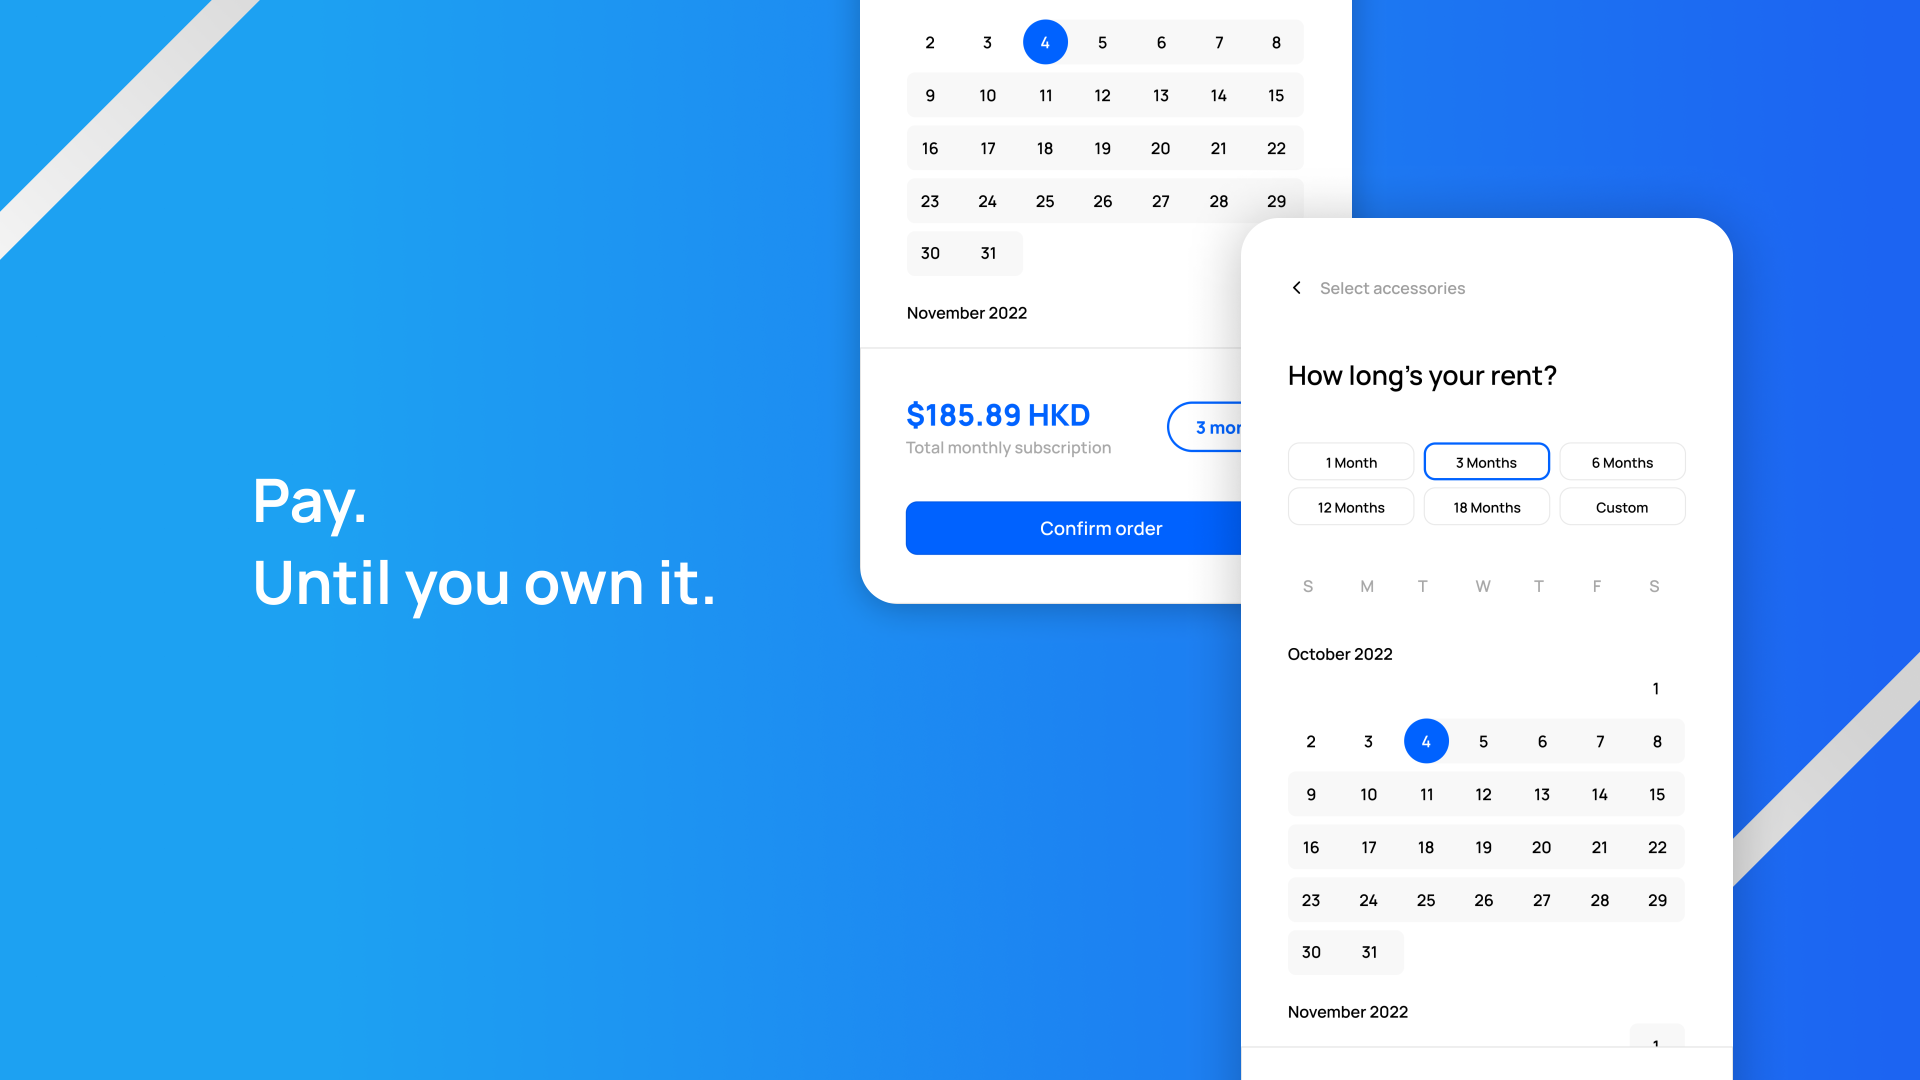 Pay.
Until you own it.
2 3 4 5 6 7 8
9 10 11 12 13 14 15
16 17 18 19 20 21 22
23 24 25 26 27 28 29
30 31
November 2022
$185.89 HKD
Total monthly subscription
3
Confirm order
Select accessories
How long’s your rent?
1 Month 3 Months 6 Months
12 Months 18 Months Custom
S M T W T F S
October 2022
1
2 3 4 5 6 7 8
9 10 11 12 13 14 15
16 17 18 19 20 21 22
23 24 25 26 27 28 29
30 31
November 2022
1